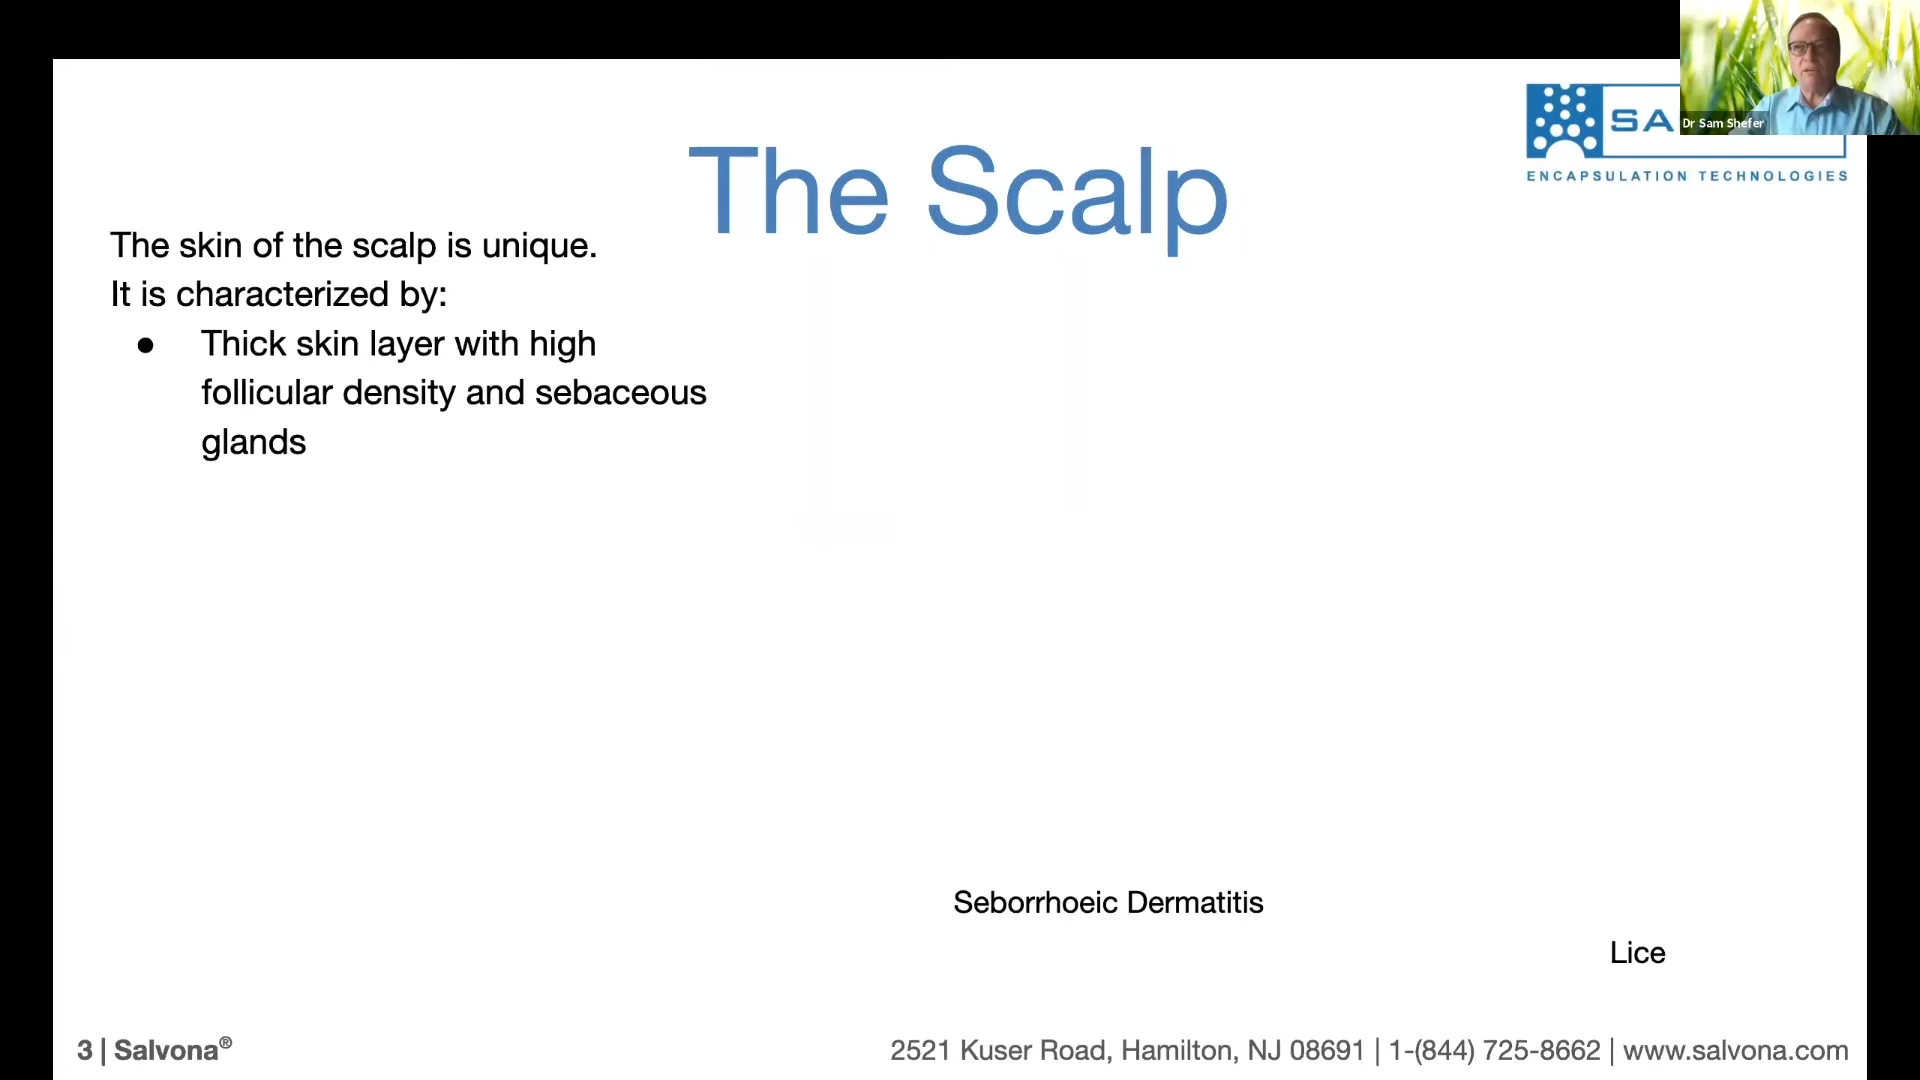 SA
ENCAPSULATION TECHNOLOGIES
Dr Sam Shefer
The Scalp
The skin of the scalp is unique.
It is characterized by:
● Thick skin layer with high
follicular density and sebaceous
glands
Seborrhoeic Dermatitis
Lice
3 | Salvona®
2521 Kuser Road, Hamilton, NJ 08691 | 1-(844) 725-8662 | www.salvona.com